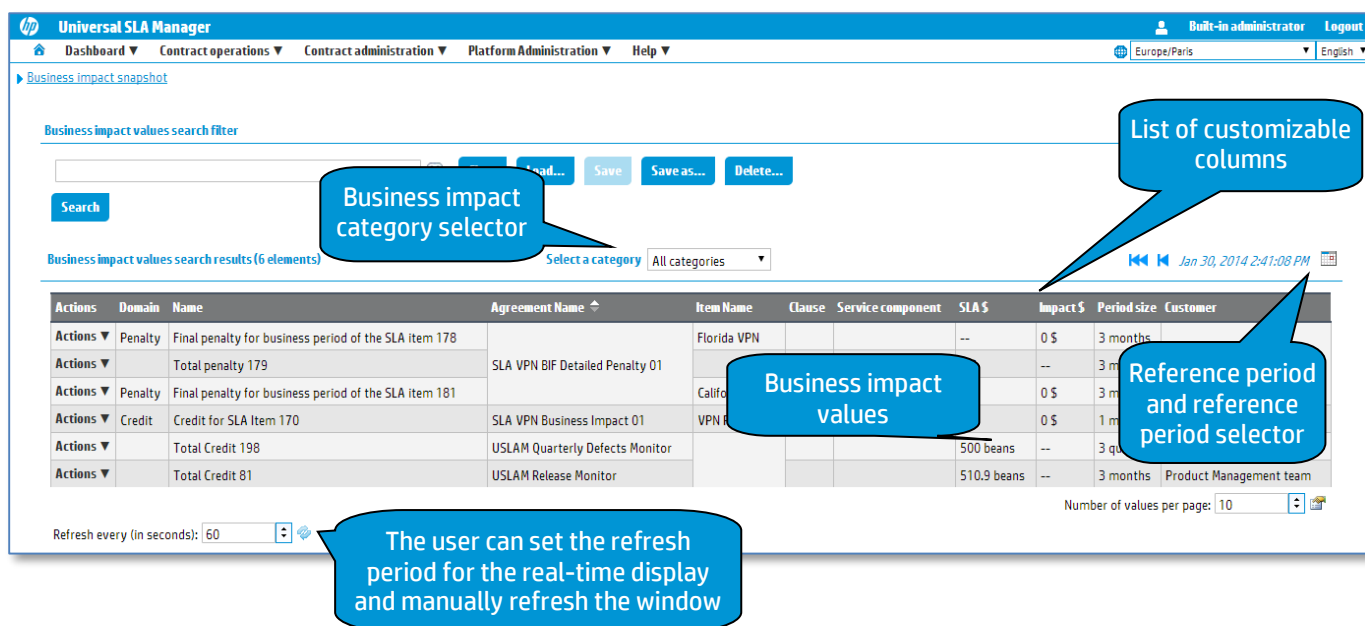 hp Universal SLA Manager Built-in administrator Logout
Dashboard ▼ Contract operations ▼ Contract administration ▼ Platform Administration ▼ Help ▼ Europe/Paris ▼ English ▼
Business impact snapshot
Business impact values search filter
List of customizable columns
Load... Save Save as... Delete...
Search
Business impact category selector
Business impact values search results (6 elements) Select a category All categories ▼ Jan 30, 2014 2:41:08 PM
Actions Domain Name Agreement Name Item Name Clause Service component SLA $ Impact $ Period size Customer
Actions ▼ Penalty Final penalty for business period of the SLA item 178 Florida VPN -- 0 $ 3 months
Actions ▼ Total penalty 179 SLA VPN BIF Detailed Penalty 01 --
Actions ▼ Penalty Final penalty for business period of the SLA item 181 0 $
Actions ▼ Credit Credit for SLA Item 170 SLA VPN Business Impact 01 VPN 0 $ 1
Actions ▼ Total Credit 198 USLAM Quarterly Defects Monitor 500 beans -- 3
Actions ▼ Total Credit 81 USLAM Release Monitor 510.9 beans -- 3 months Product Management team
Business impact values
Reference period and reference period selector
Number of values per page: 10
Refresh every (in seconds): 60
The user can set the refresh
period for the real-time display
and manually refresh the window